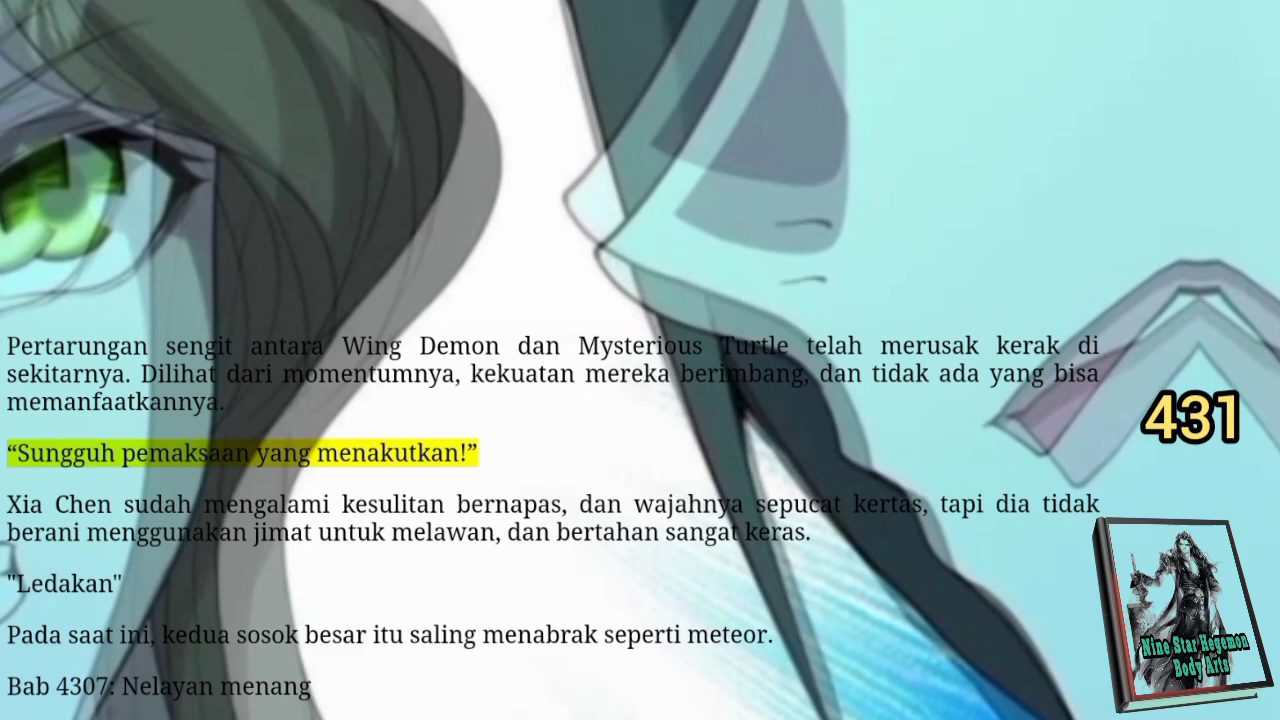 Pertarungan sengit antara Wing Demon dan Mysterious Turtle telah merusak kerak di
sekitarnya. Dilihat dari momentumnya, kekuatan mereka berimbang, dan tidak ada yang bisa
memanfaatkannya.
“Sungguh pemaksaan yang menakutkan!”
Xia Chen sudah mengalami kesulitan bernapas, dan wajahnya sepucat kertas, tapi dia tidak
berani menggunakan jimat untuk melawan, dan bertahan sangat keras.
"Ledakan"
Pada saat ini, kedua sosok besar itu saling menabrak seperti meteor.
Bab 4307: Nelayan menang
431
Nine Star Hegemon
Body Arts